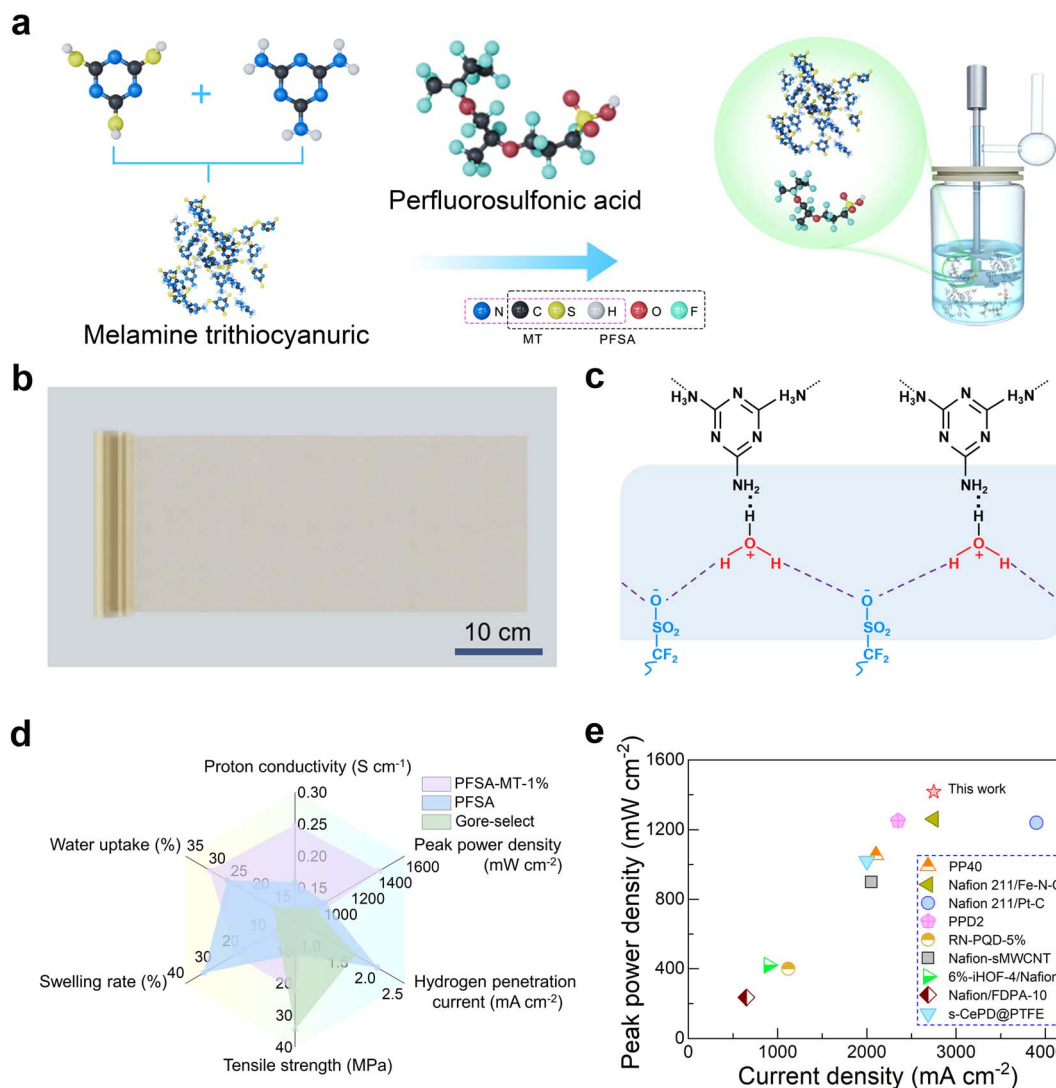 a
+
Perfluorosulfonic acid
Melamine trithiocyanuric
N C S H O F
MT PFSA
b
10 cm
c
H₃N N NH₂ H₃N N NH₂
N N N N
N N
NH₂ NH₂
H H
O O
+ +
H H H H
- -
O O
SO₂ SO₂
CF₂ CF₂
d
Proton conductivity (S cm⁻¹)
0.30
0.25
0.20
0.15
PFSA-MT-1%
PFSA
Gore-select
Peak power density
(mW cm⁻²)
1600
1400
1200
1000
Hydrogen penetration
current (mA cm⁻²)
1.0
1.5
2.0
2.5
Tensile strength (MPa)
10
20
30
40
Swelling rate (%)
40
30
20
10
Water uptake (%)
35
30
25
20
15
e
Peak power density (mW cm⁻²)
1600
1200
800
400
0
This work
PP40
Nafion 211/Fe-N-C
Nafion 211/Pt-C
PPD2
RN-PQD-5%
Nafion-sMWCNT
6%-iHOF-4/Nafion
Nafion/FDPA-10
s-CePD@PTFE
0 1000 2000 3000
Current density (mA cm⁻²)